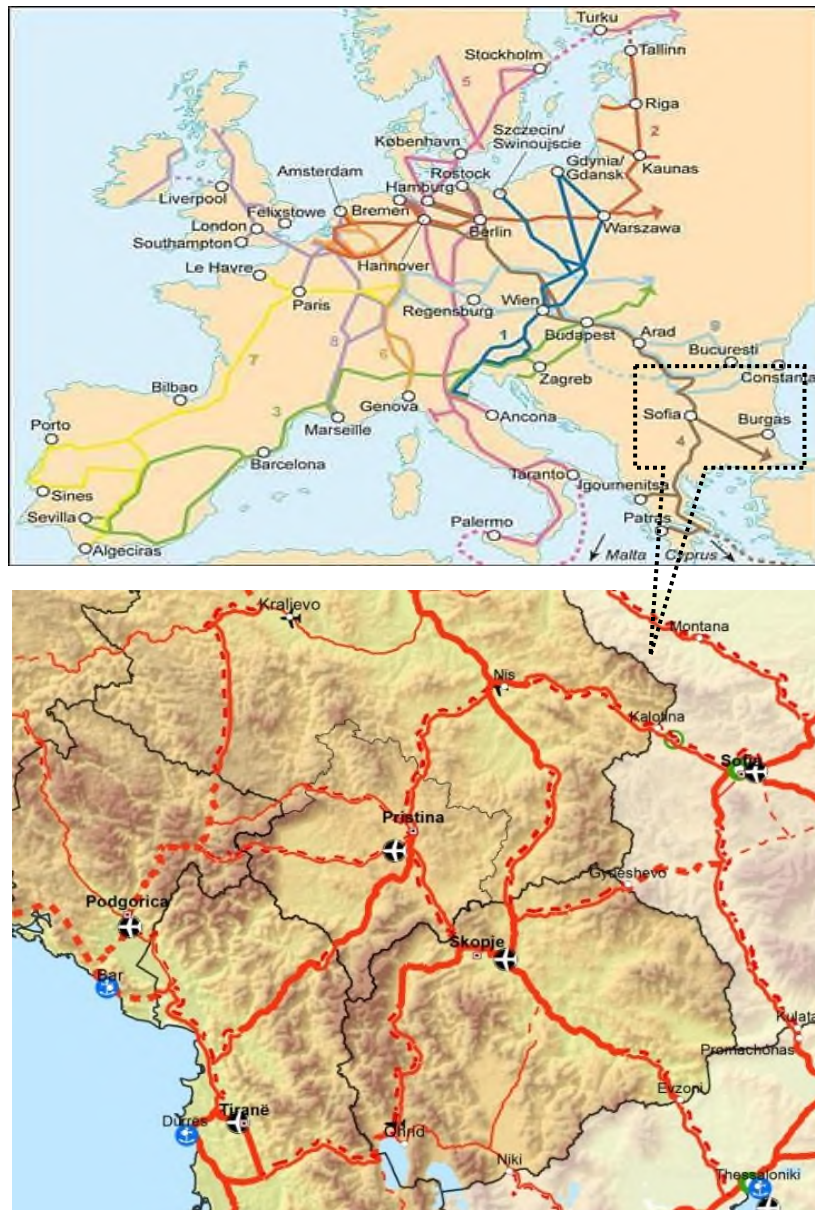 Turku
Tallinn
Stockholm
5
Riga
2
København
Szczecin/
Swinoujscie
Gdynia/
Gdansk
Kaunas
Amsterdam
Rostock
Hamburg
Liverpool
Felixstowe
Bremen
Berlin
Warszawa
London
Southampton
Le Havre
Hannover
Paris
Regensburg
Wien
1
Budapest
Arad
9
8
6
7
Bucuresti
Constanta
Zagreb
Bilbao
3
Genova
Marseille
Ancona
Sofia
Burgas
4
Porto
Barcelona
Sines
Taranto
Igoumenitsa
Sevilla
Palermo
Patras
Algeciras
Malta
Cyprus
Kraljevo
Montana
Nis
Kalotina
Sofia
Pristina
Gyueshevo
Podgorica
Skopje
Bar
Kulata
Promachonas
Evzoni
Tiranë
Durres
Ohrid
Niki
Thessaloniki